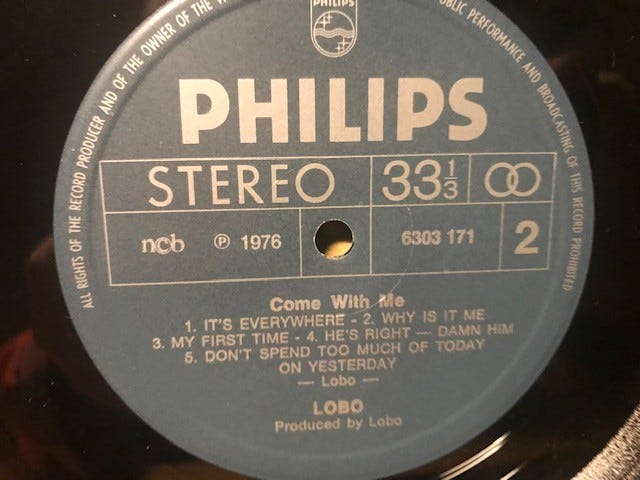 PHILIPS
ALL RIGHTS OF THE RECORD PRODUCER AND OF THE OWNER OF THE
PUBLIC PERFORMANCE AND BROADCASTING OF THIS RECORD PROHIBITED
PHILIPS
STEREO 33 1/3
ncb ℗ 1976 6303 171 2
Come With Me
1. IT'S EVERYWHERE - 2. WHY IS IT ME
3. MY FIRST TIME - 4. HE'S RIGHT — DAMN HIM
5. DON'T SPEND TOO MUCH OF TODAY
ON YESTERDAY
— Lobo —
LOBO
Produced by Lobo